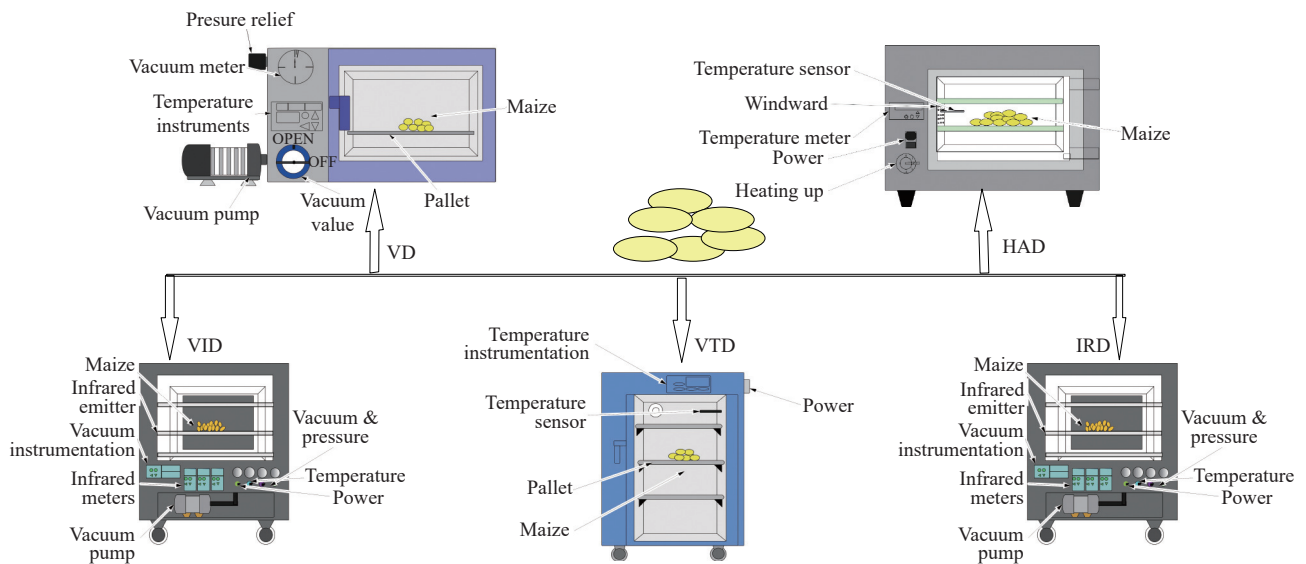 Presure relief
Vacuum meter
Temperature
instruments
OPEN
OFF
Vacuum pump
Vacuum
value
Pallet
Maize
VD
Temperature sensor
Windward
Temperature meter
Power
Heating up
Maize
HAD
VID
Maize
Infrared
emitter
Vacuum
instrumentation
Infrared
meters
Vacuum
pump
Vacuum &
pressure
Temperature
Power
VTD
Temperature
instrumentation
Temperature
sensor
Power
Pallet
Maize
IRD
Maize
Infrared
emitter
Vacuum
instrumentation
Infrared
meters
Vacuum
pump
Vacuum &
pressure
Temperature
Power